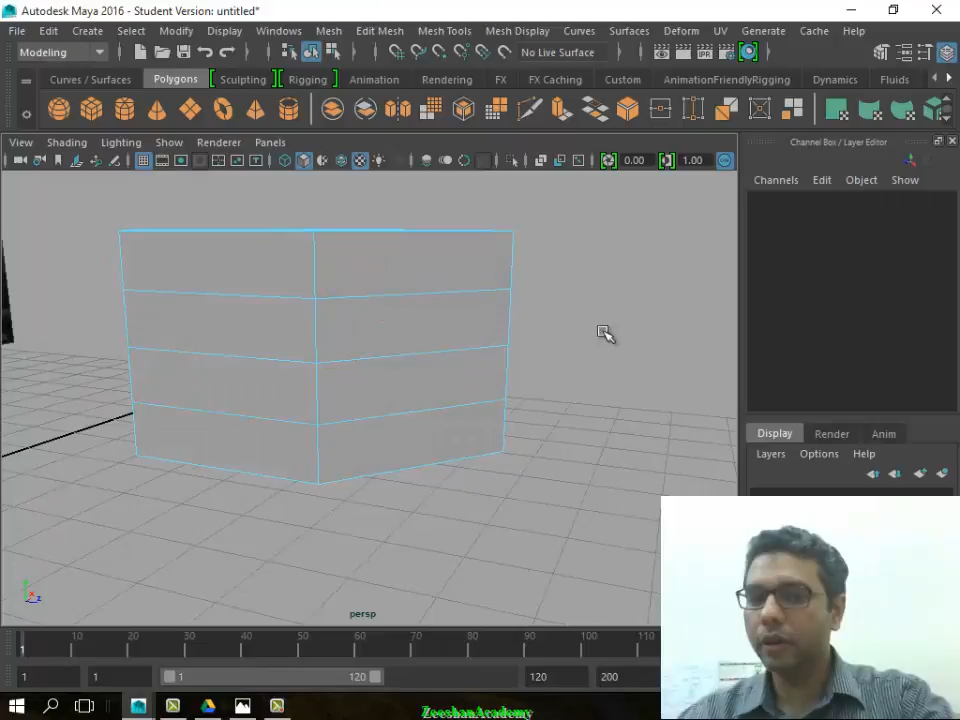 Autodesk Maya 2016 - Student Version: untitled*
File Edit Create Select Modify Display Windows Mesh Edit Mesh Mesh Tools Mesh Display Curves Surfaces Deform UV Generate Cache Help
Modeling No Live Surface
Curves / Surfaces Polygons Sculpting Rigging Animation Rendering FX FX Caching Custom AnimationFriendlyRigging Dynamics Fluids
View Shading Lighting Show Renderer Panels Channel Box / Layer Editor
0.00 1.00
Channels Edit Object Show
Display Render Anim
Layers Options Help
persp
1 10 20 30 40 50 60 70 80 90 100 110
1 1 1 120 120 200
ZeeshanAcademy